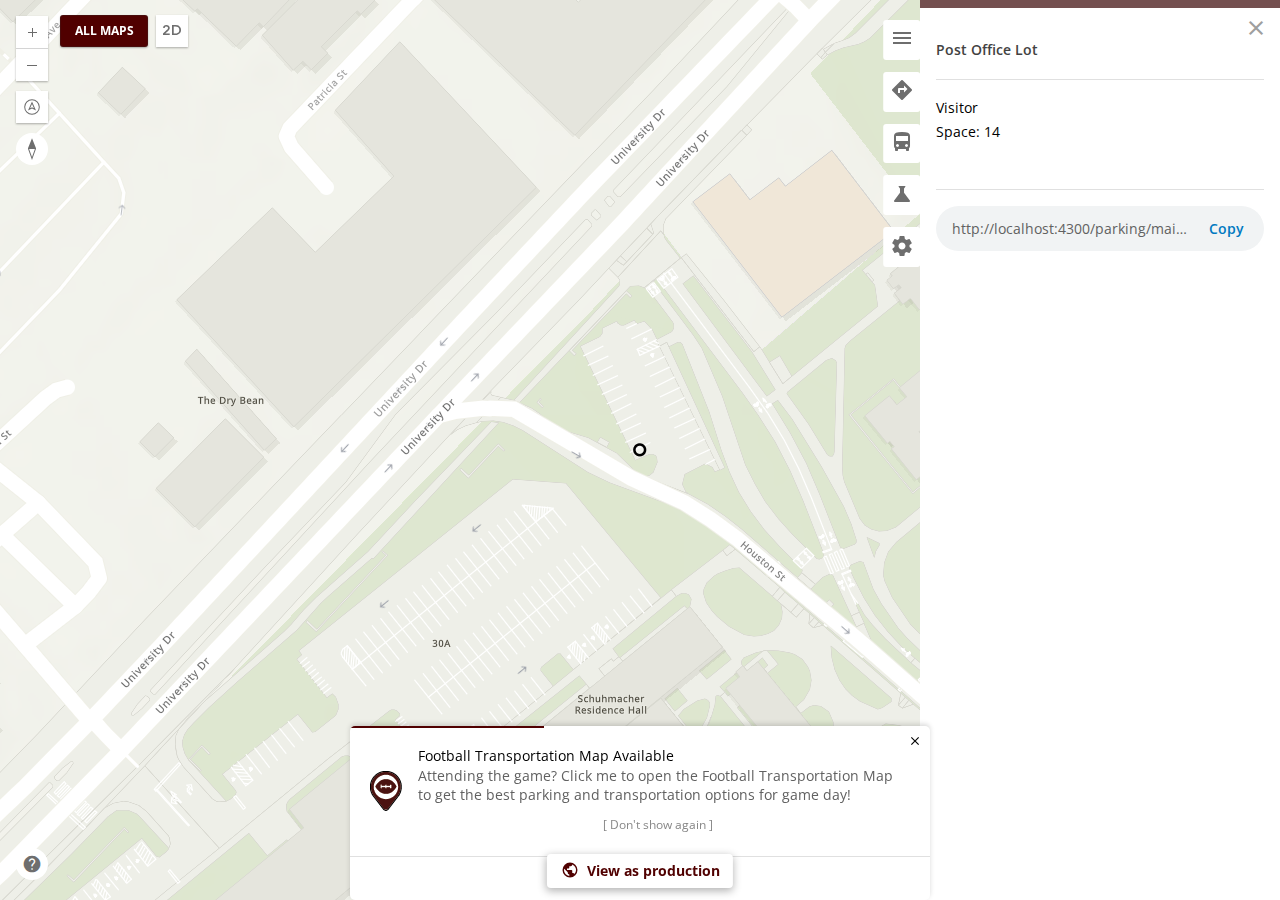 +
ALL MAPS
2D
−
Patricia St
University Dr
University Dr
University Dr
University Dr
The Dry Bean
Houston St
30A
University Dr
University Dr
Schuhmacher
Residence Hall
Post Office Lot
Visitor
Space: 14
http://localhost:4300/parking/mai...
Copy
Football Transportation Map Available
Attending the game? Click me to open the Football Transportation Map
to get the best parking and transportation options for game day!
[ Don't show again ]
View as production